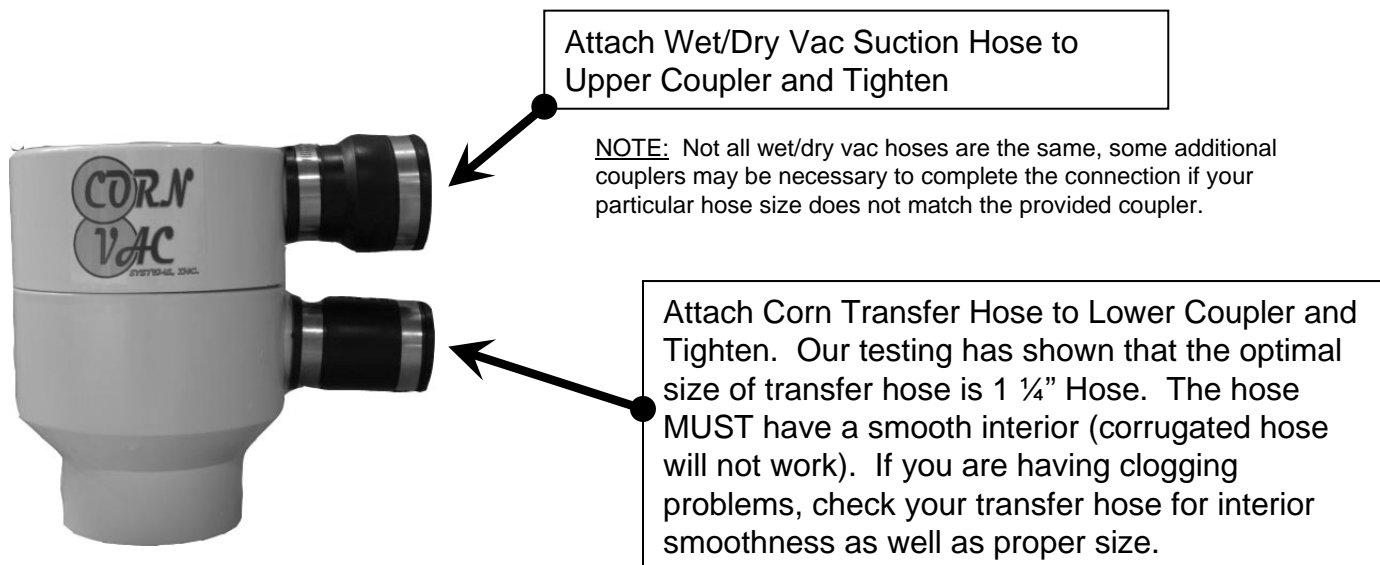 Attach Wet/Dry Vac Suction Hose to
Upper Coupler and Tighten
NOTE: Not all wet/dry vac hoses are the same, some additional
couplers may be necessary to complete the connection if your
particular hose size does not match the provided coupler.
CORN
VAC
SYSTEMS, INC.
Attach Corn Transfer Hose to Lower Coupler and
Tighten. Our testing has shown that the optimal
size of transfer hose is 1 ¼” Hose. The hose
MUST have a smooth interior (corrugated hose
will not work). If you are having clogging
problems, check your transfer hose for interior
smoothness as well as proper size.